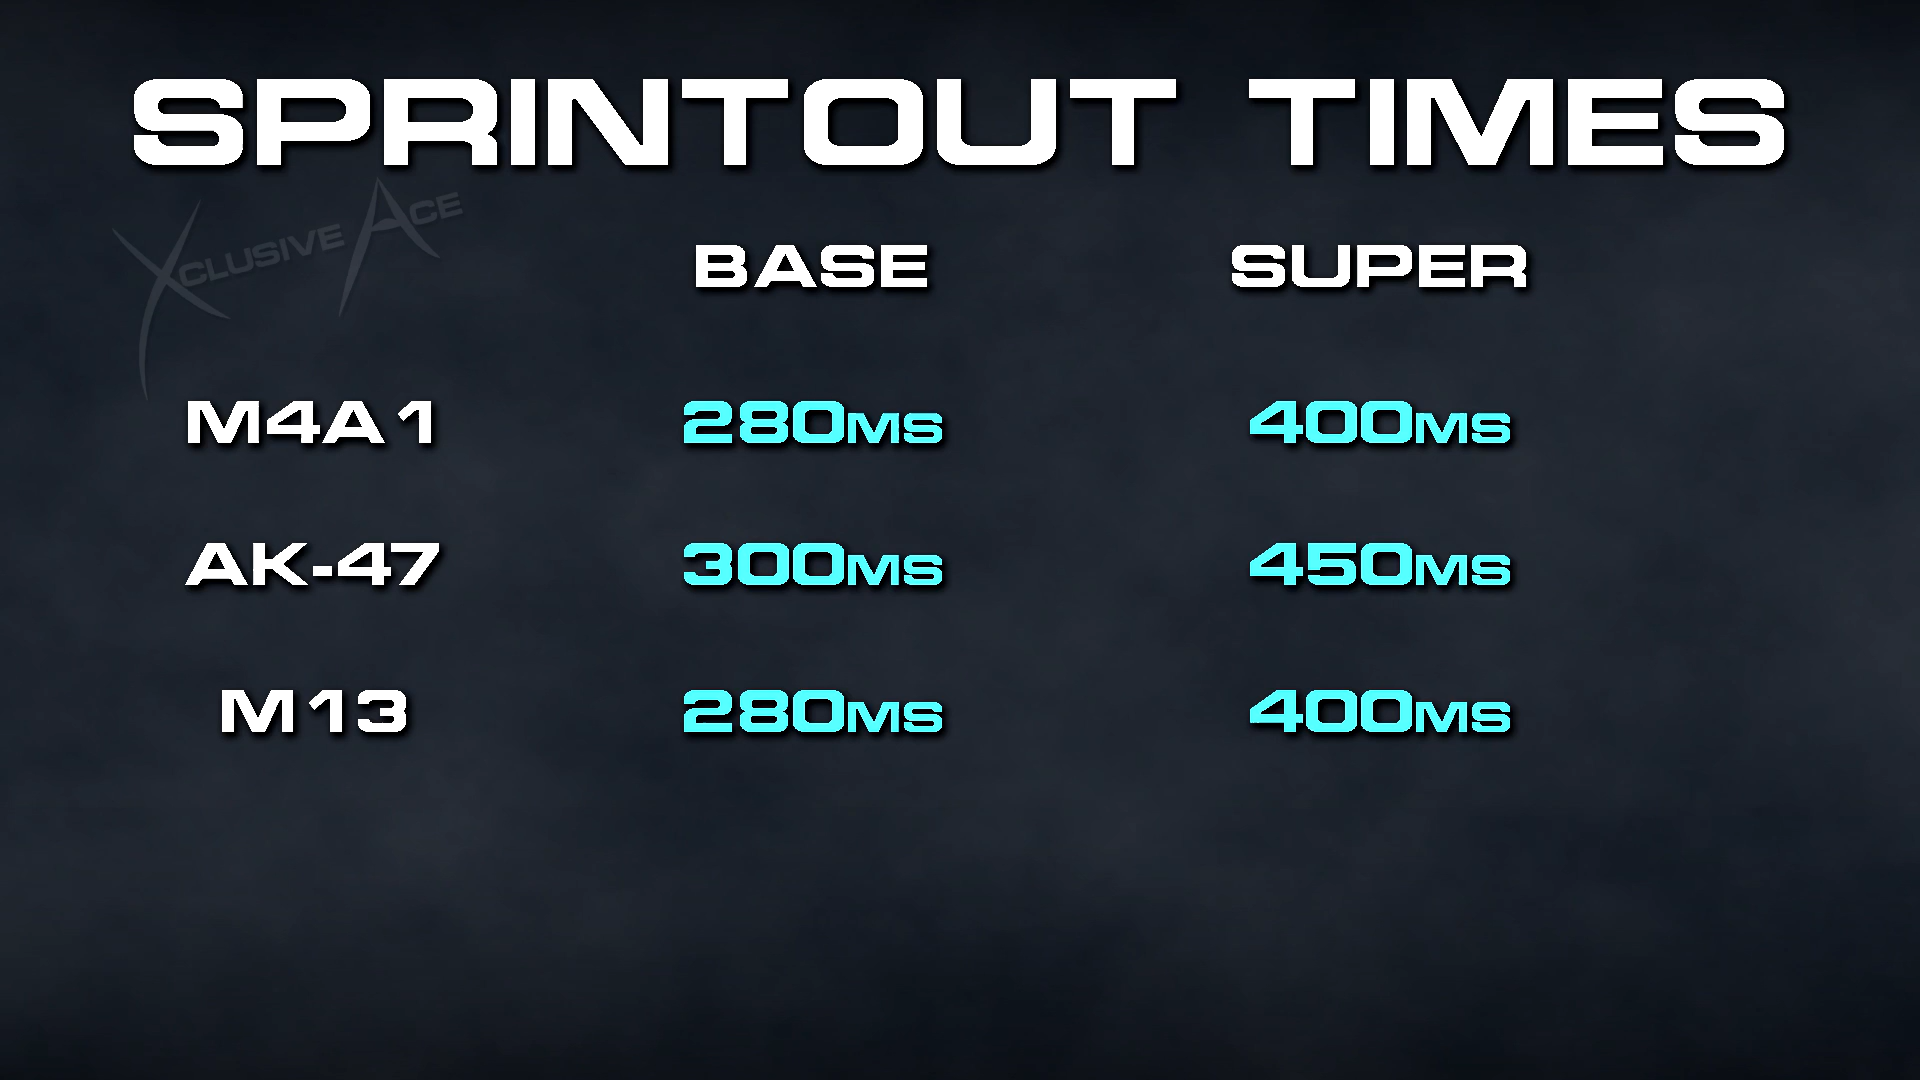 SPRINTOUT TIMES
XCLUSIVE ACE
BASE SUPER
M4A1 280MS 400MS
AK-47 300MS 450MS
M13 280MS 400MS